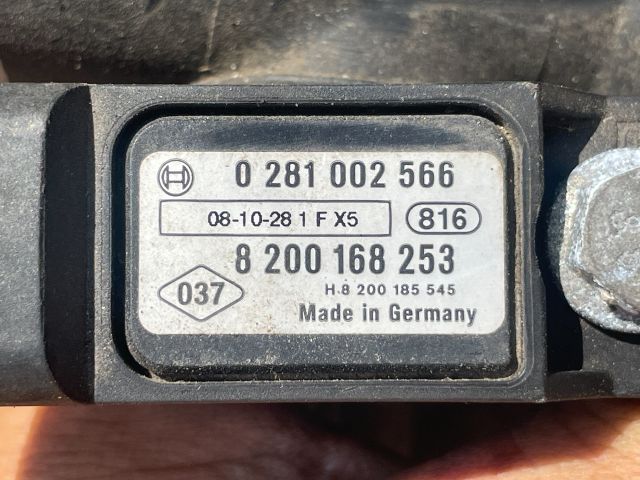 0 281 002 566
08-10-28 1 F X5 816
8 200 168 253
037 H 8 200 185 545
Made in Germany